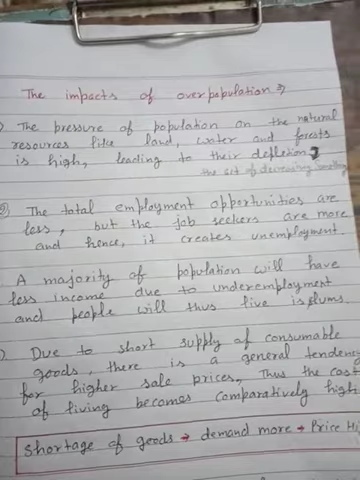 The impacts of overpopulation ⇒
The pressure of population on the natural
resources like land, water and forests
is high, leading to their depletion
the act of decreasing
② The total employment opportunities are
less, but the job seekers are more
and hence, it creates unemployment.
A majority of population will have
less income due to underemployment
and people will thus live is slums.
Due to short supply of consumable
goods, there is a general tendency
for higher sale prices, Thus the cost
of living becomes comparatively high.
Shortage of goods → demand more → Price Hi